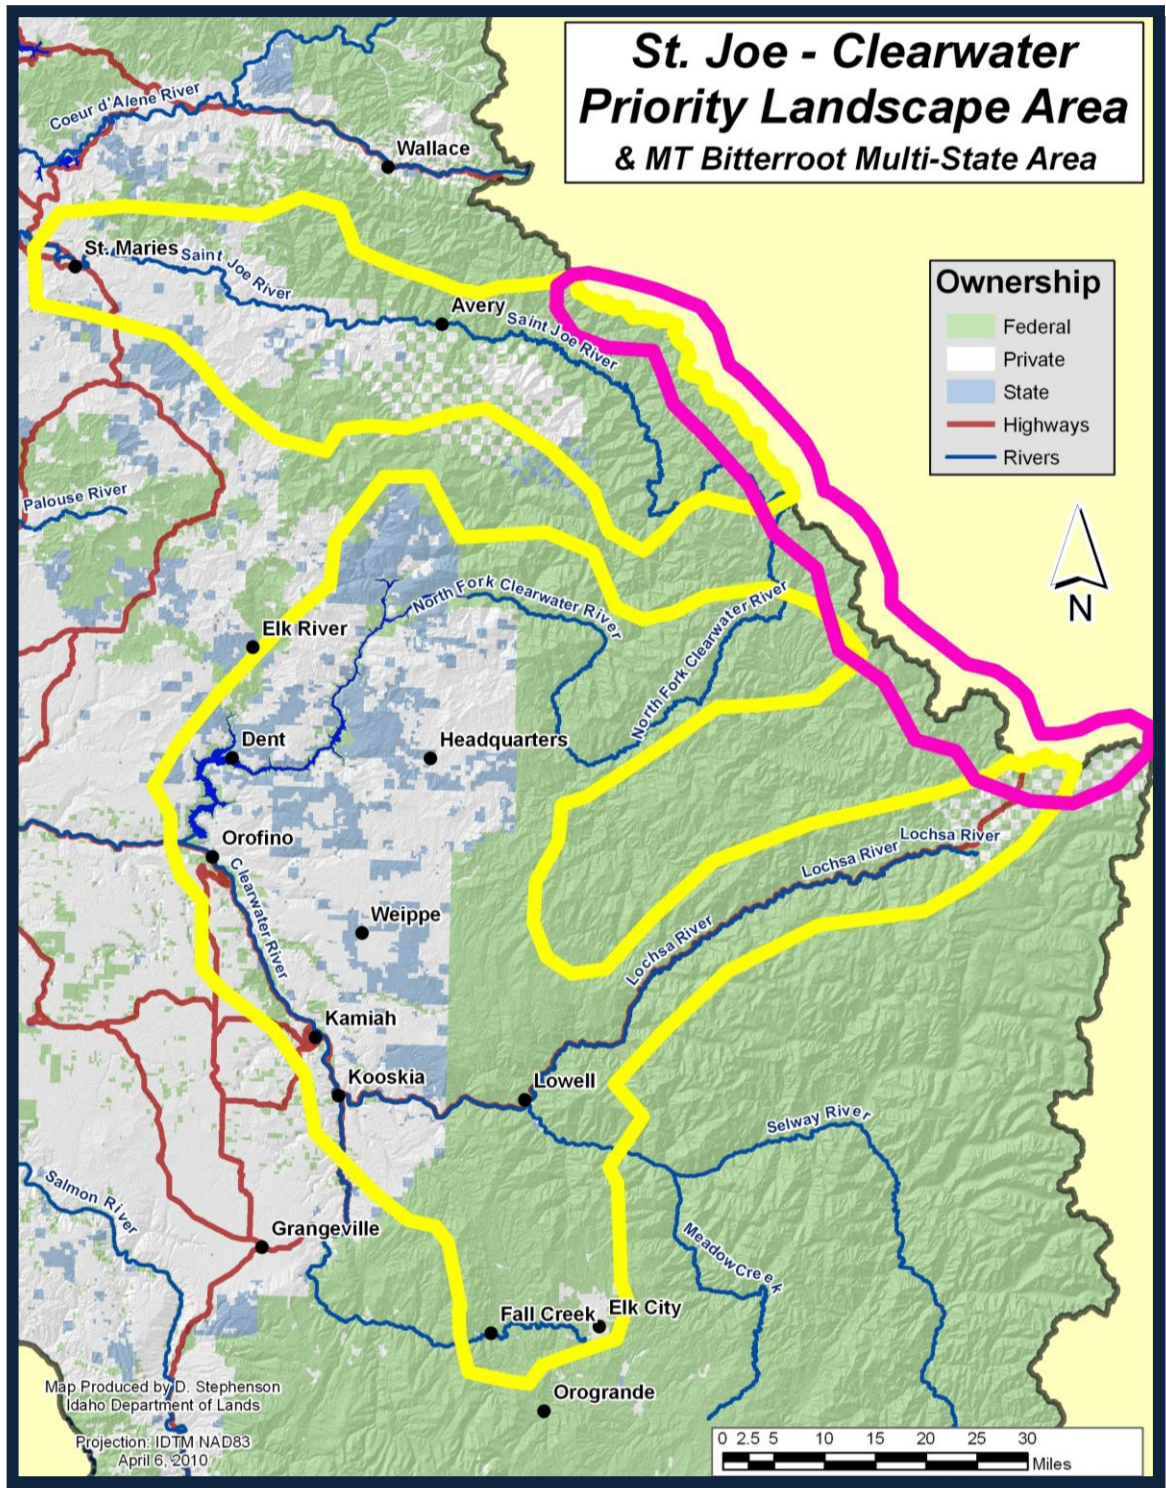 St. Joe - Clearwater
Priority Landscape Area
& MT Bitterroot Multi-State Area
Coeur d'Alene River
Wallace
Ownership
Federal
Private
State
Highways
Rivers
N
St. Maries
Saint Joe River
Avery
Saint Joe River
Palouse River
North Fork Clearwater River
Elk River
North Fork Clearwater River
Dent
Headquarters
Orofino
Clearwater River
Lochsa River
Lochsa River
Weippe
Lochsa River
Kamiah
Kooskia
Lowell
Selway River
Salmon River
Grangeville
Meadow Creek
Fall Creek
Elk City
Orogrande
Map Produced by D. Stephenson
Idaho Department of Lands
Projection: IDTM NAD83
April 6, 2010
0 2.5 5 10 15 20 25 30
Miles